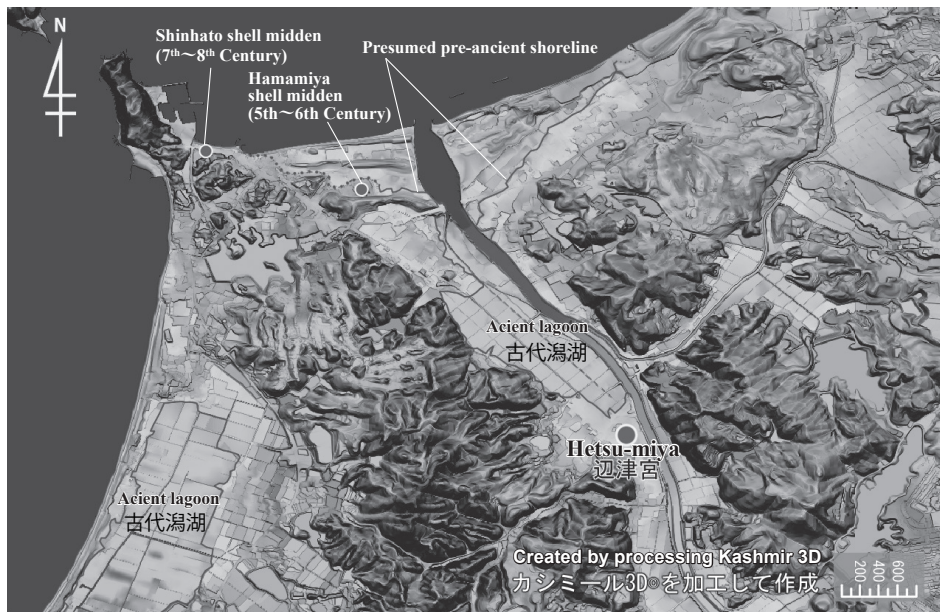 N
Shinhato shell midden
(7th～8th Century)
Hamamiya
shell midden
(5th～6th Century)
Presumed pre-ancient shoreline
Acient lagoon
古代潟湖
Hetsu-miya
辺津宮
Acient lagoon
古代潟湖
Created by processing Kashmir 3D
カシミール3D®を加工して作成
200
400
600